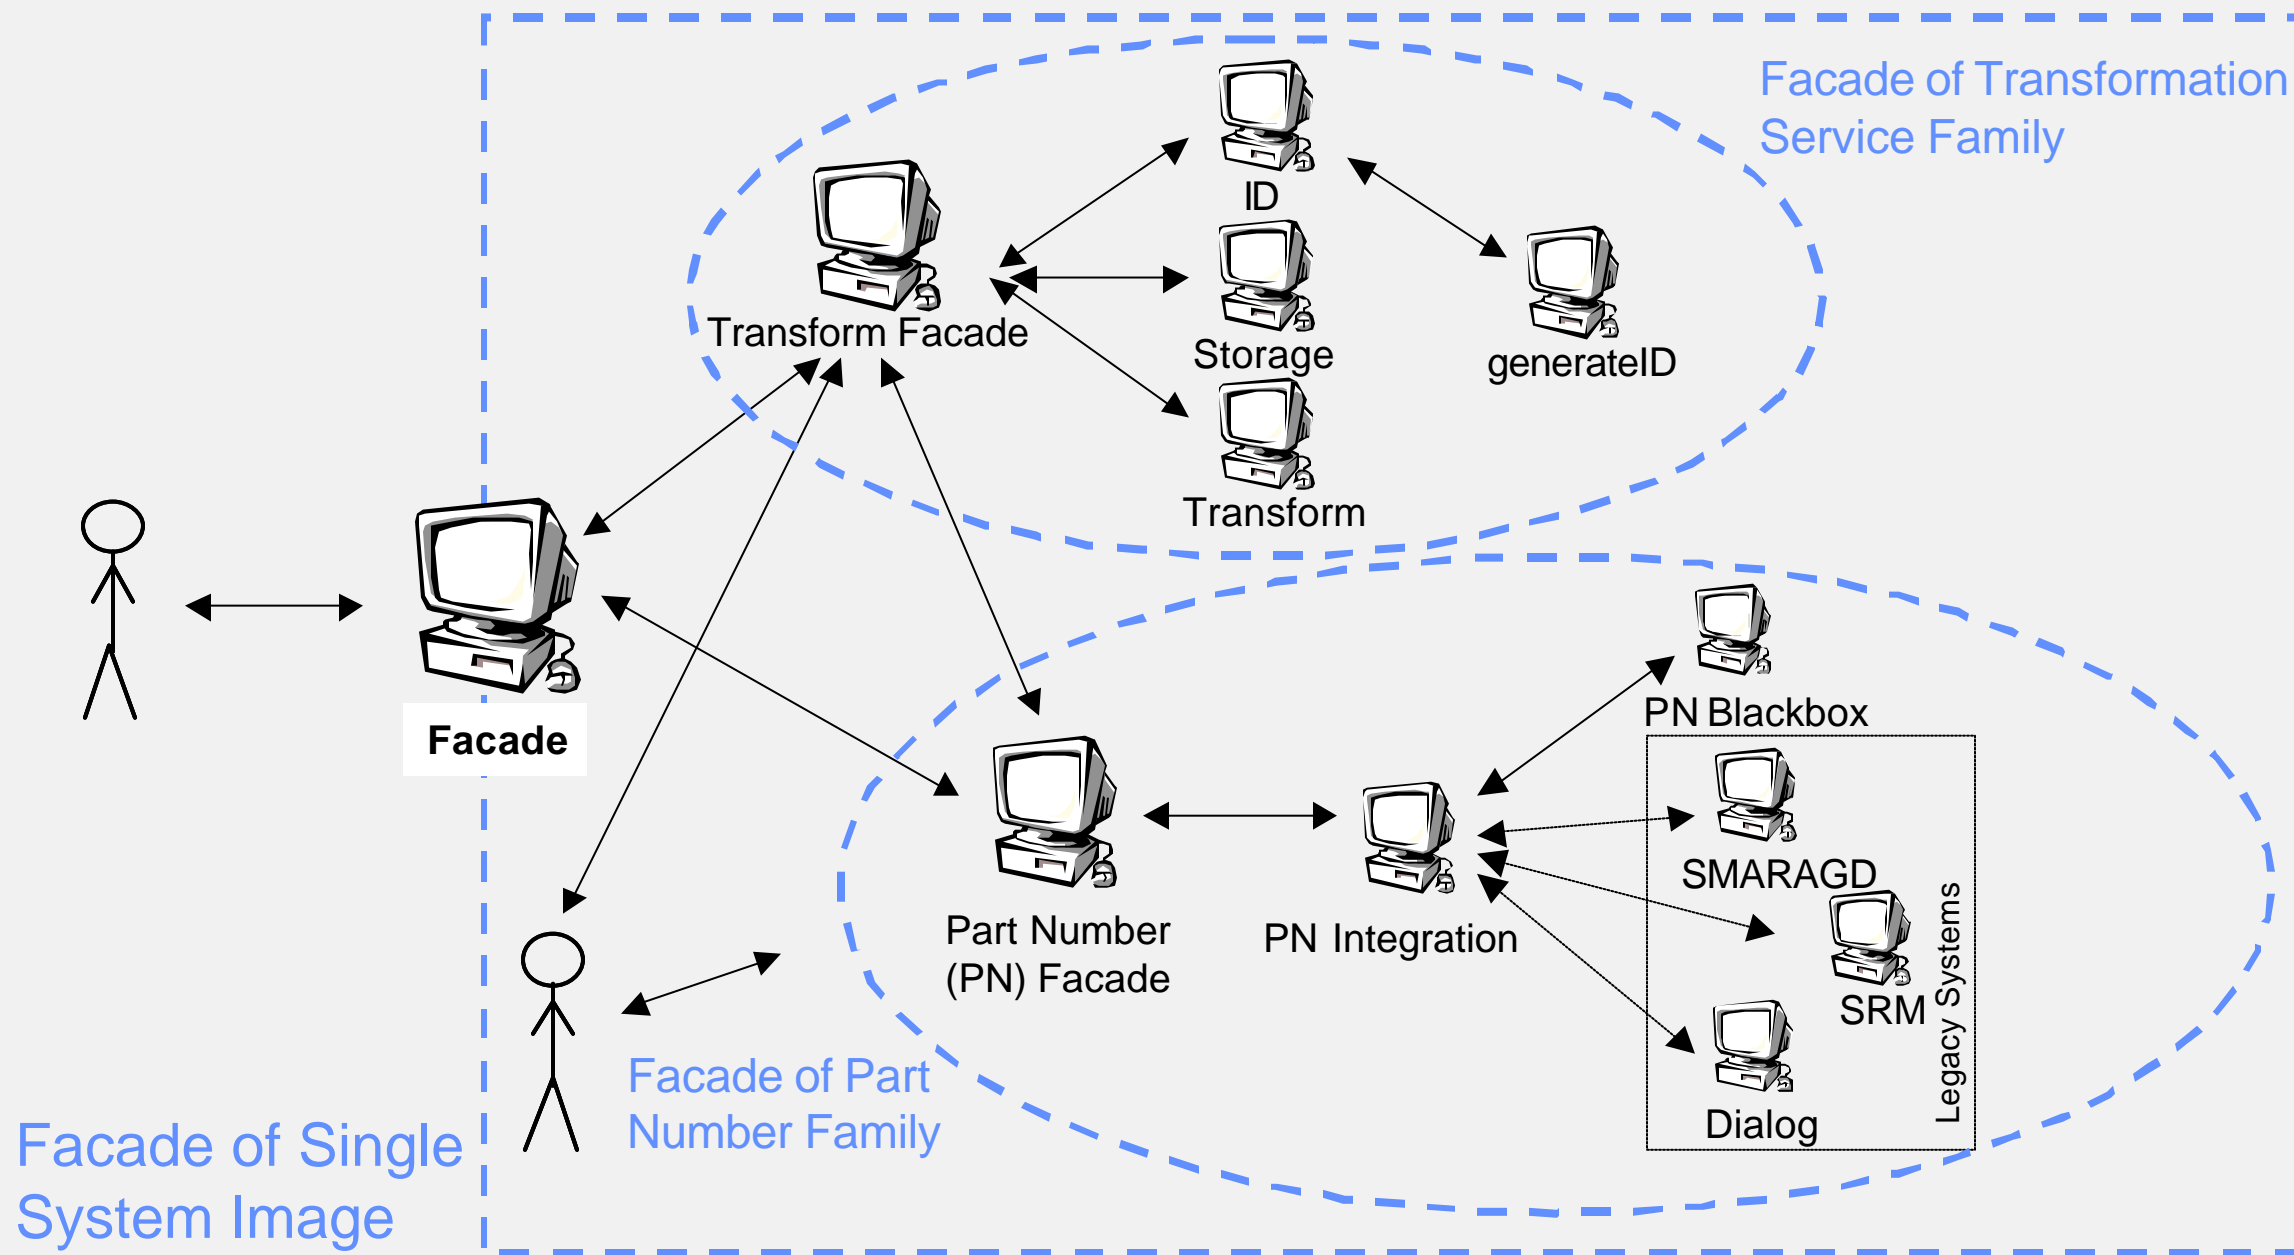 Facade of Transformation
Service Family
ID
Transform Facade
Storage
generateID
Transform
PN Blackbox
Facade
SMARAGD
Part Number
(PN) Facade
PN Integration
SRM
Legacy Systems
Dialog
Facade of Part
Number Family
Facade of Single
System Image